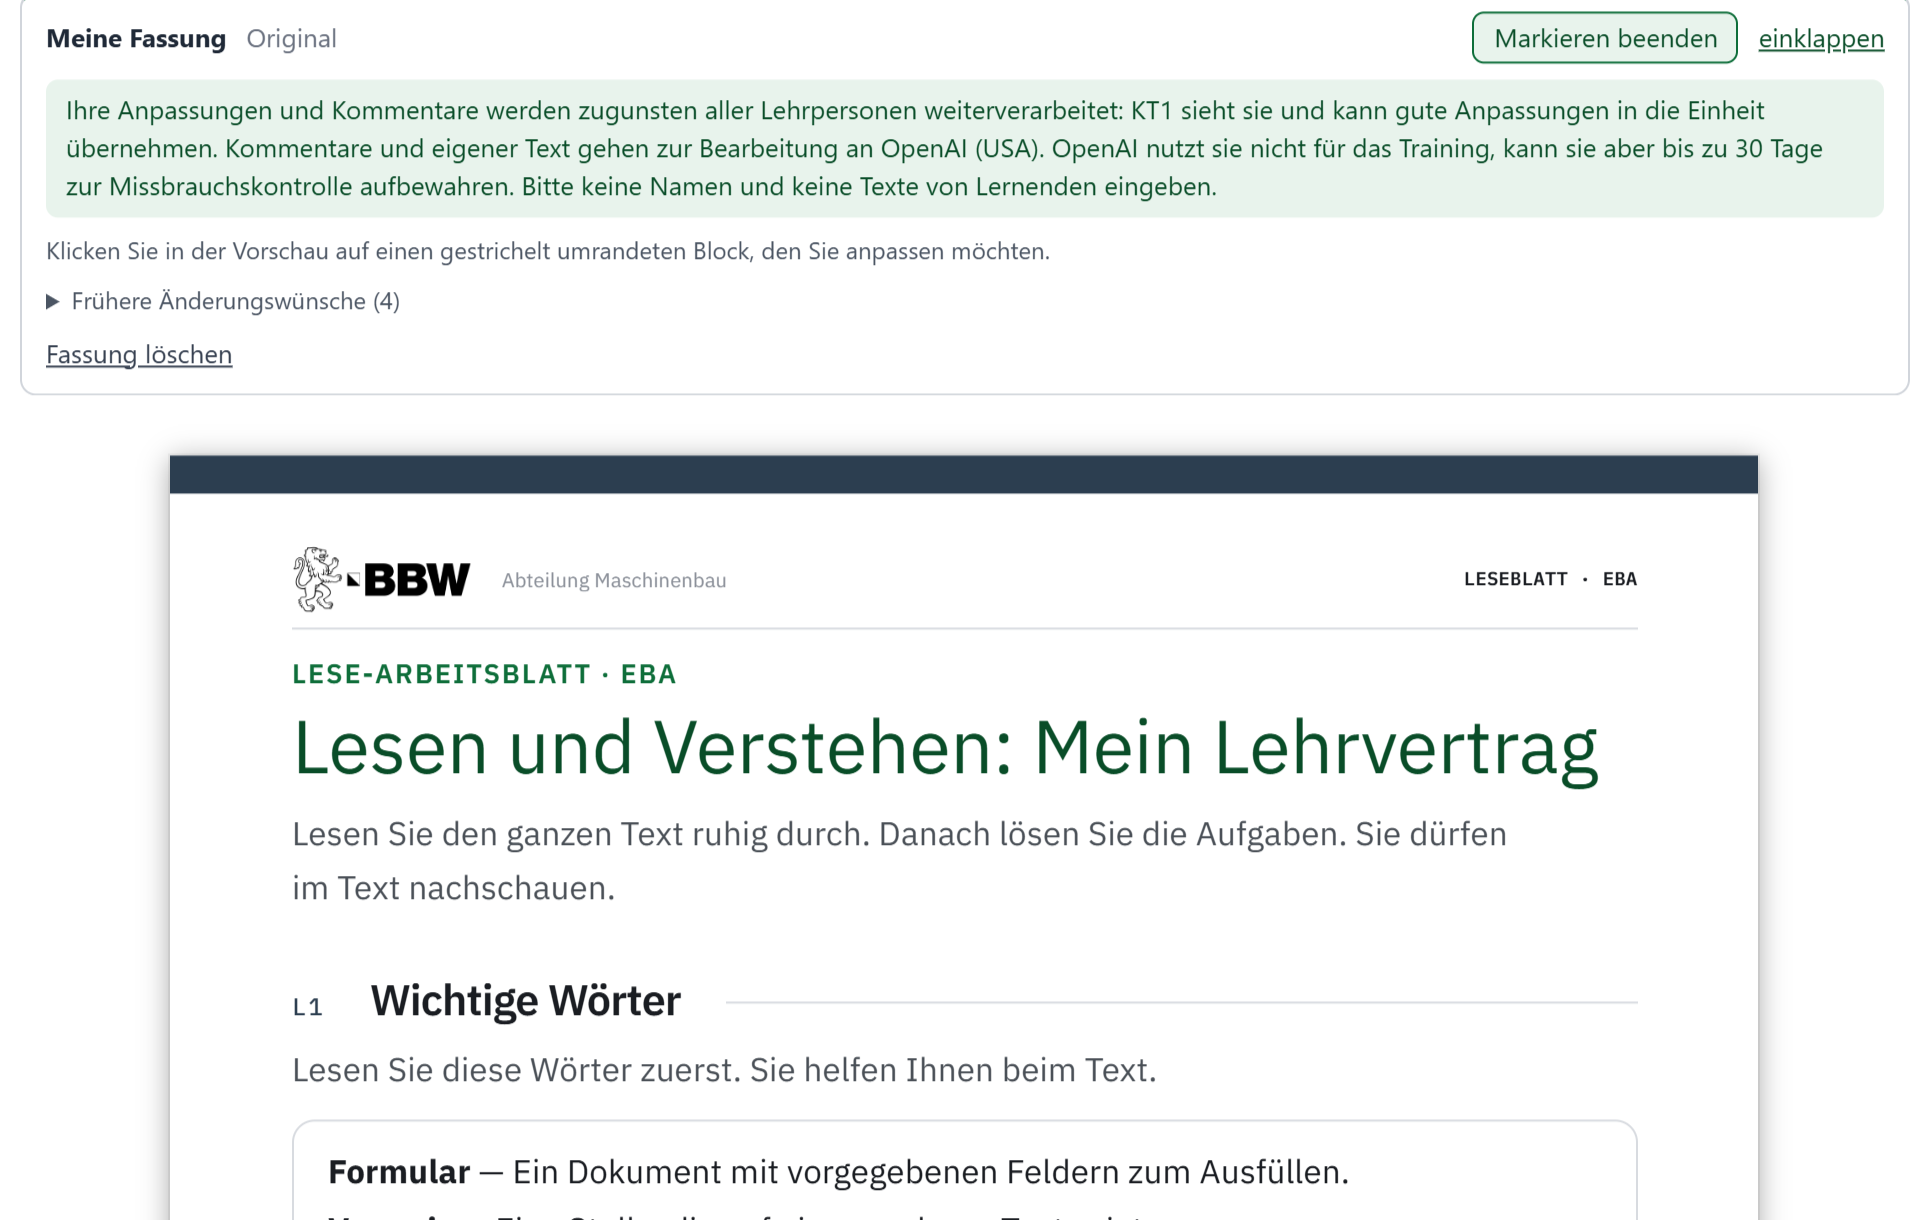 Meine Fassung Original Markieren beenden einklappen
Ihre Anpassungen und Kommentare werden zugunsten aller Lehrpersonen weiterverarbeitet: KT1 sieht sie und kann gute Anpassungen in die Einheit
übernehmen. Kommentare und eigener Text gehen zur Bearbeitung an OpenAI (USA). OpenAI nutzt sie nicht für das Training, kann sie aber bis zu 30 Tage
zur Missbrauchskontrolle aufbewahren. Bitte keine Namen und keine Texte von Lernenden eingeben.
Klicken Sie in der Vorschau auf einen gestrichelt umrandeten Block, den Sie anpassen möchten.
Frühere Änderungswünsche (4)
Fassung löschen
BBW Abteilung Maschinenbau LESEBLATT · EBA
LESE-ARBEITSBLATT · EBA
Lesen und Verstehen: Mein Lehrvertrag
Lesen Sie den ganzen Text ruhig durch. Danach lösen Sie die Aufgaben. Sie dürfen
im Text nachschauen.
L1 Wichtige Wörter
Lesen Sie diese Wörter zuerst. Sie helfen Ihnen beim Text.
Formular — Ein Dokument mit vorgegebenen Feldern zum Ausfüllen.